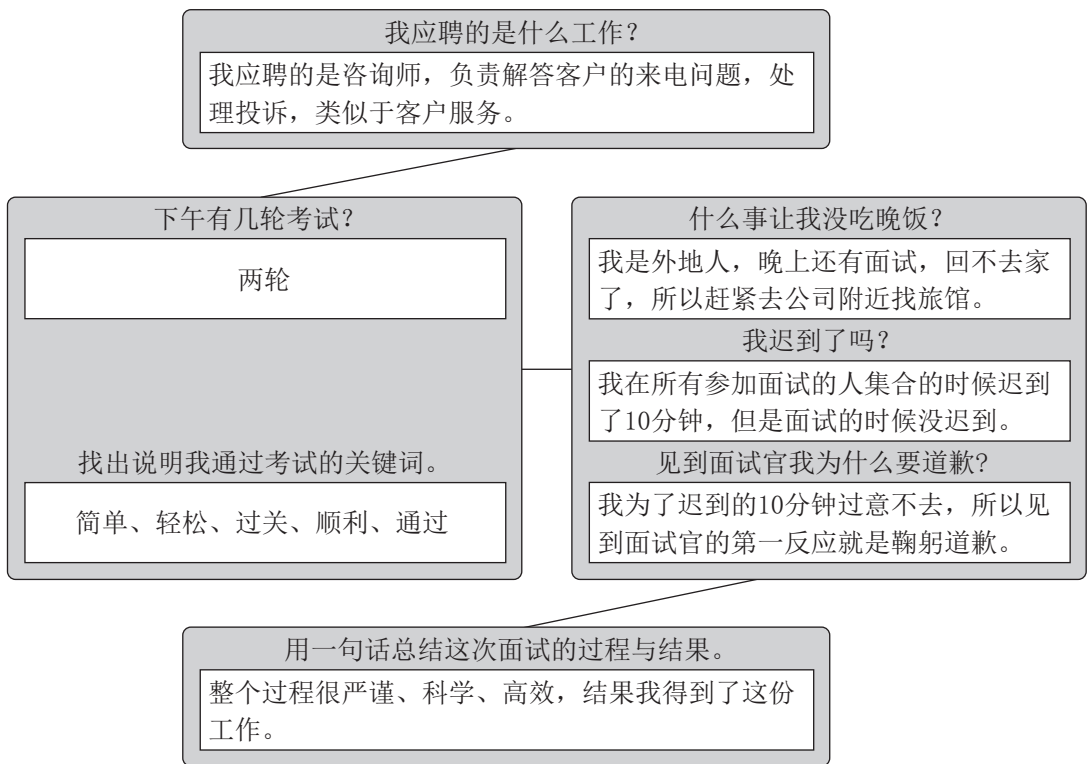 我应聘的是什么工作？
我应聘的是咨询师，负责解答客户的来电问题，处
理投诉，类似于客户服务。
下午有几轮考试？
两轮
找出说明我通过考试的关键词。
简单、轻松、过关、顺利、通过
什么事让我没吃晚饭？
我是外地人，晚上还有面试，回不去家
了，所以赶紧去公司附近找旅馆。
我迟到了吗？
我在所有参加面试的人集合的时候迟到
了10分钟，但是面试的时候没迟到。
见到面试官我为什么要道歉？
我为了迟到的10分钟过意不去，所以见
到面试官的第一反应就是鞠躬道歉。
用一句话总结这次面试的过程与结果。
整个过程很严谨、科学、高效，结果我得到了这份
工作。